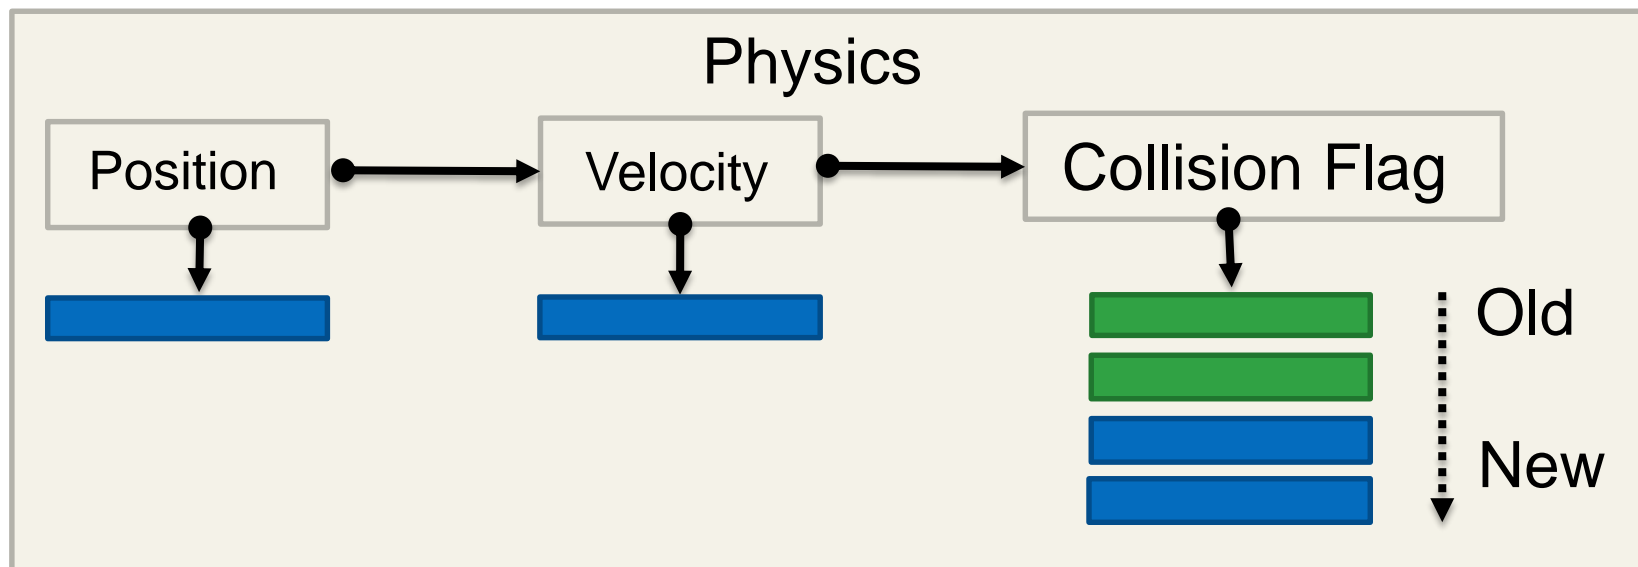 Physics
Position
Velocity
Collision Flag
Old
New